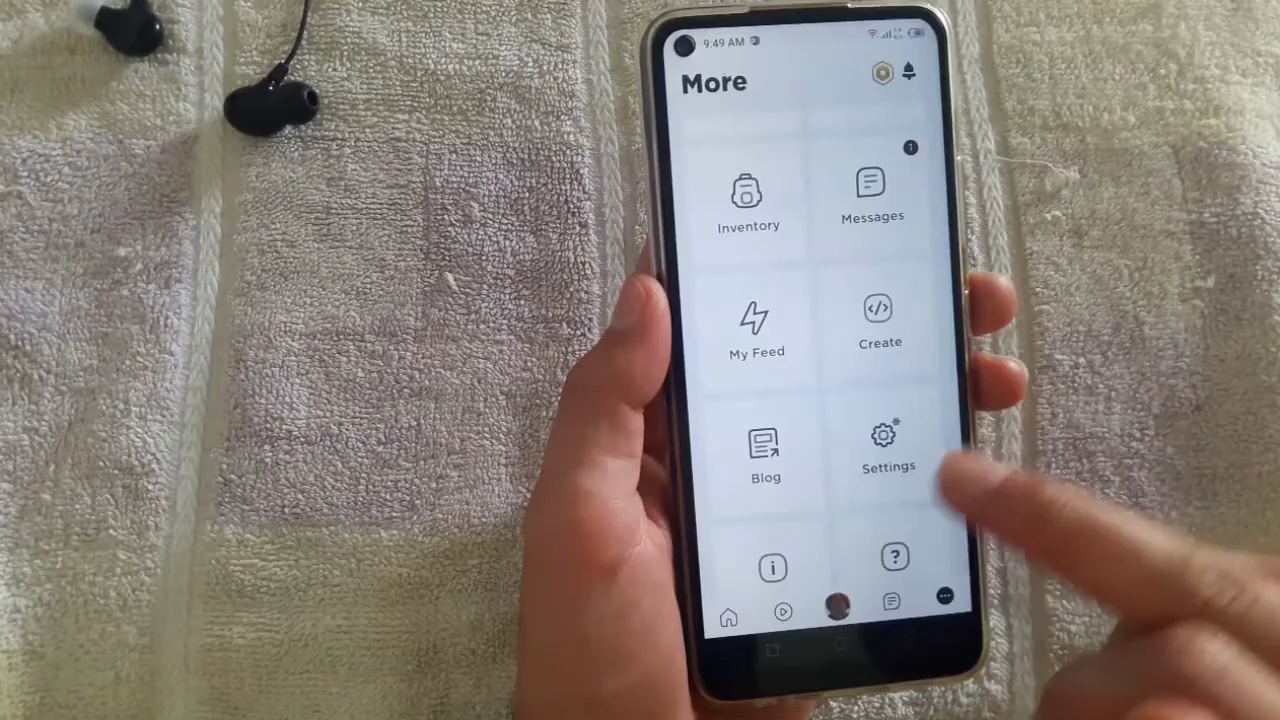 9:49 AM
More
1
Inventory
Messages
My Feed
Create
Blog
Settings
i
?